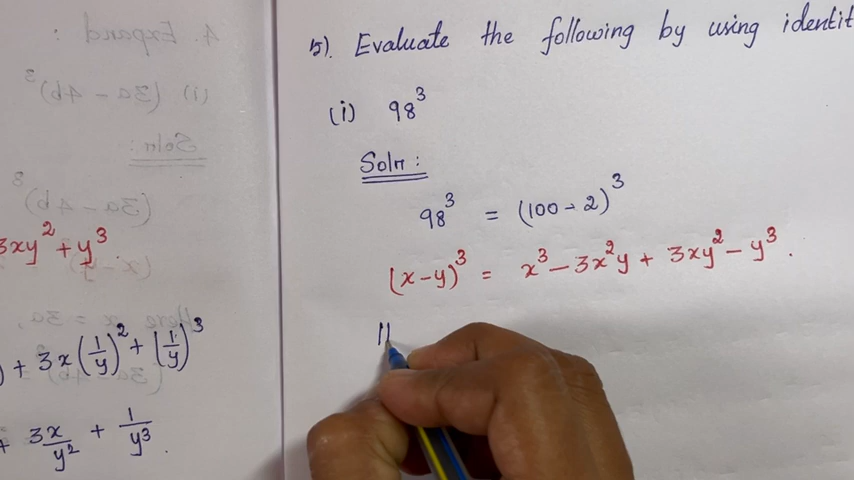 5). Evaluate the following by using identit
(i) 98³
Soln:
98³ = (100 - 2)³
(x-y)³ = x³ - 3x²y + 3xy² - y³.
3xy² + y³.
) + 3x(1/y)² + (1/y)³
+ 3x/y² + 1/y³.